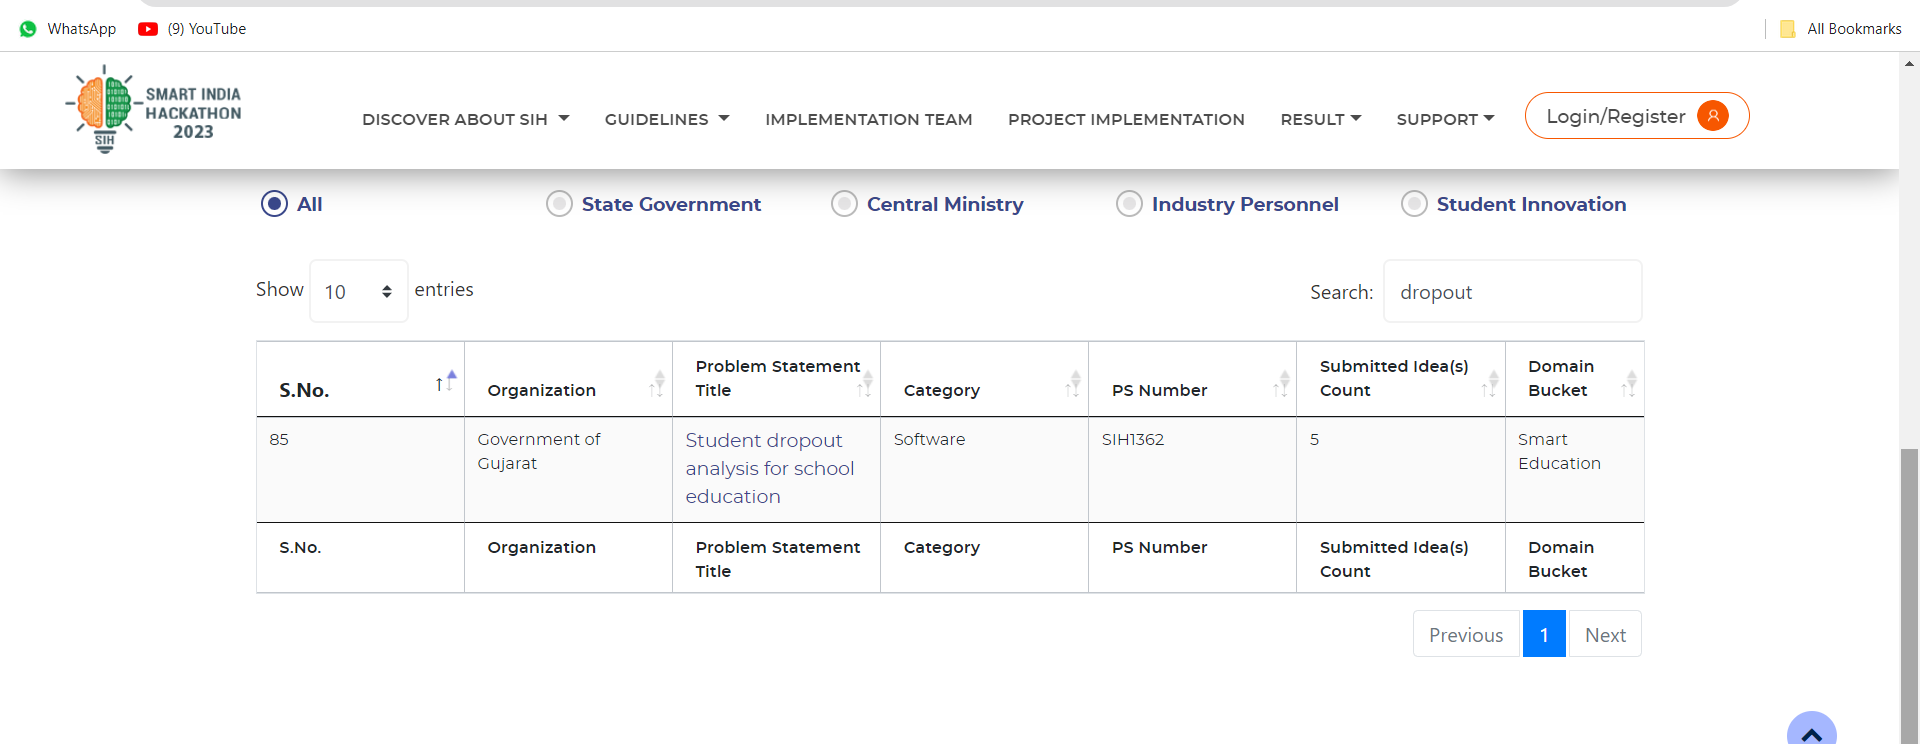 WhatsApp
(9) YouTube
All Bookmarks
SMART INDIA
HACKATHON
2023
SIH
DISCOVER ABOUT SIH
GUIDELINES
IMPLEMENTATION TEAM
PROJECT IMPLEMENTATION
RESULT
SUPPORT
Login/Register
All
State Government
Central Ministry
Industry Personnel
Student Innovation
Show 10 entries
Search: dropout
S.No.
Organization
Problem Statement
Title
Category
PS Number
Submitted Idea(s)
Count
Domain
Bucket
85
Government of
Gujarat
Student dropout
analysis for school
education
Software
SIH1362
5
Smart
Education
S.No.
Organization
Problem Statement
Title
Category
PS Number
Submitted Idea(s)
Count
Domain
Bucket
Previous
1
Next